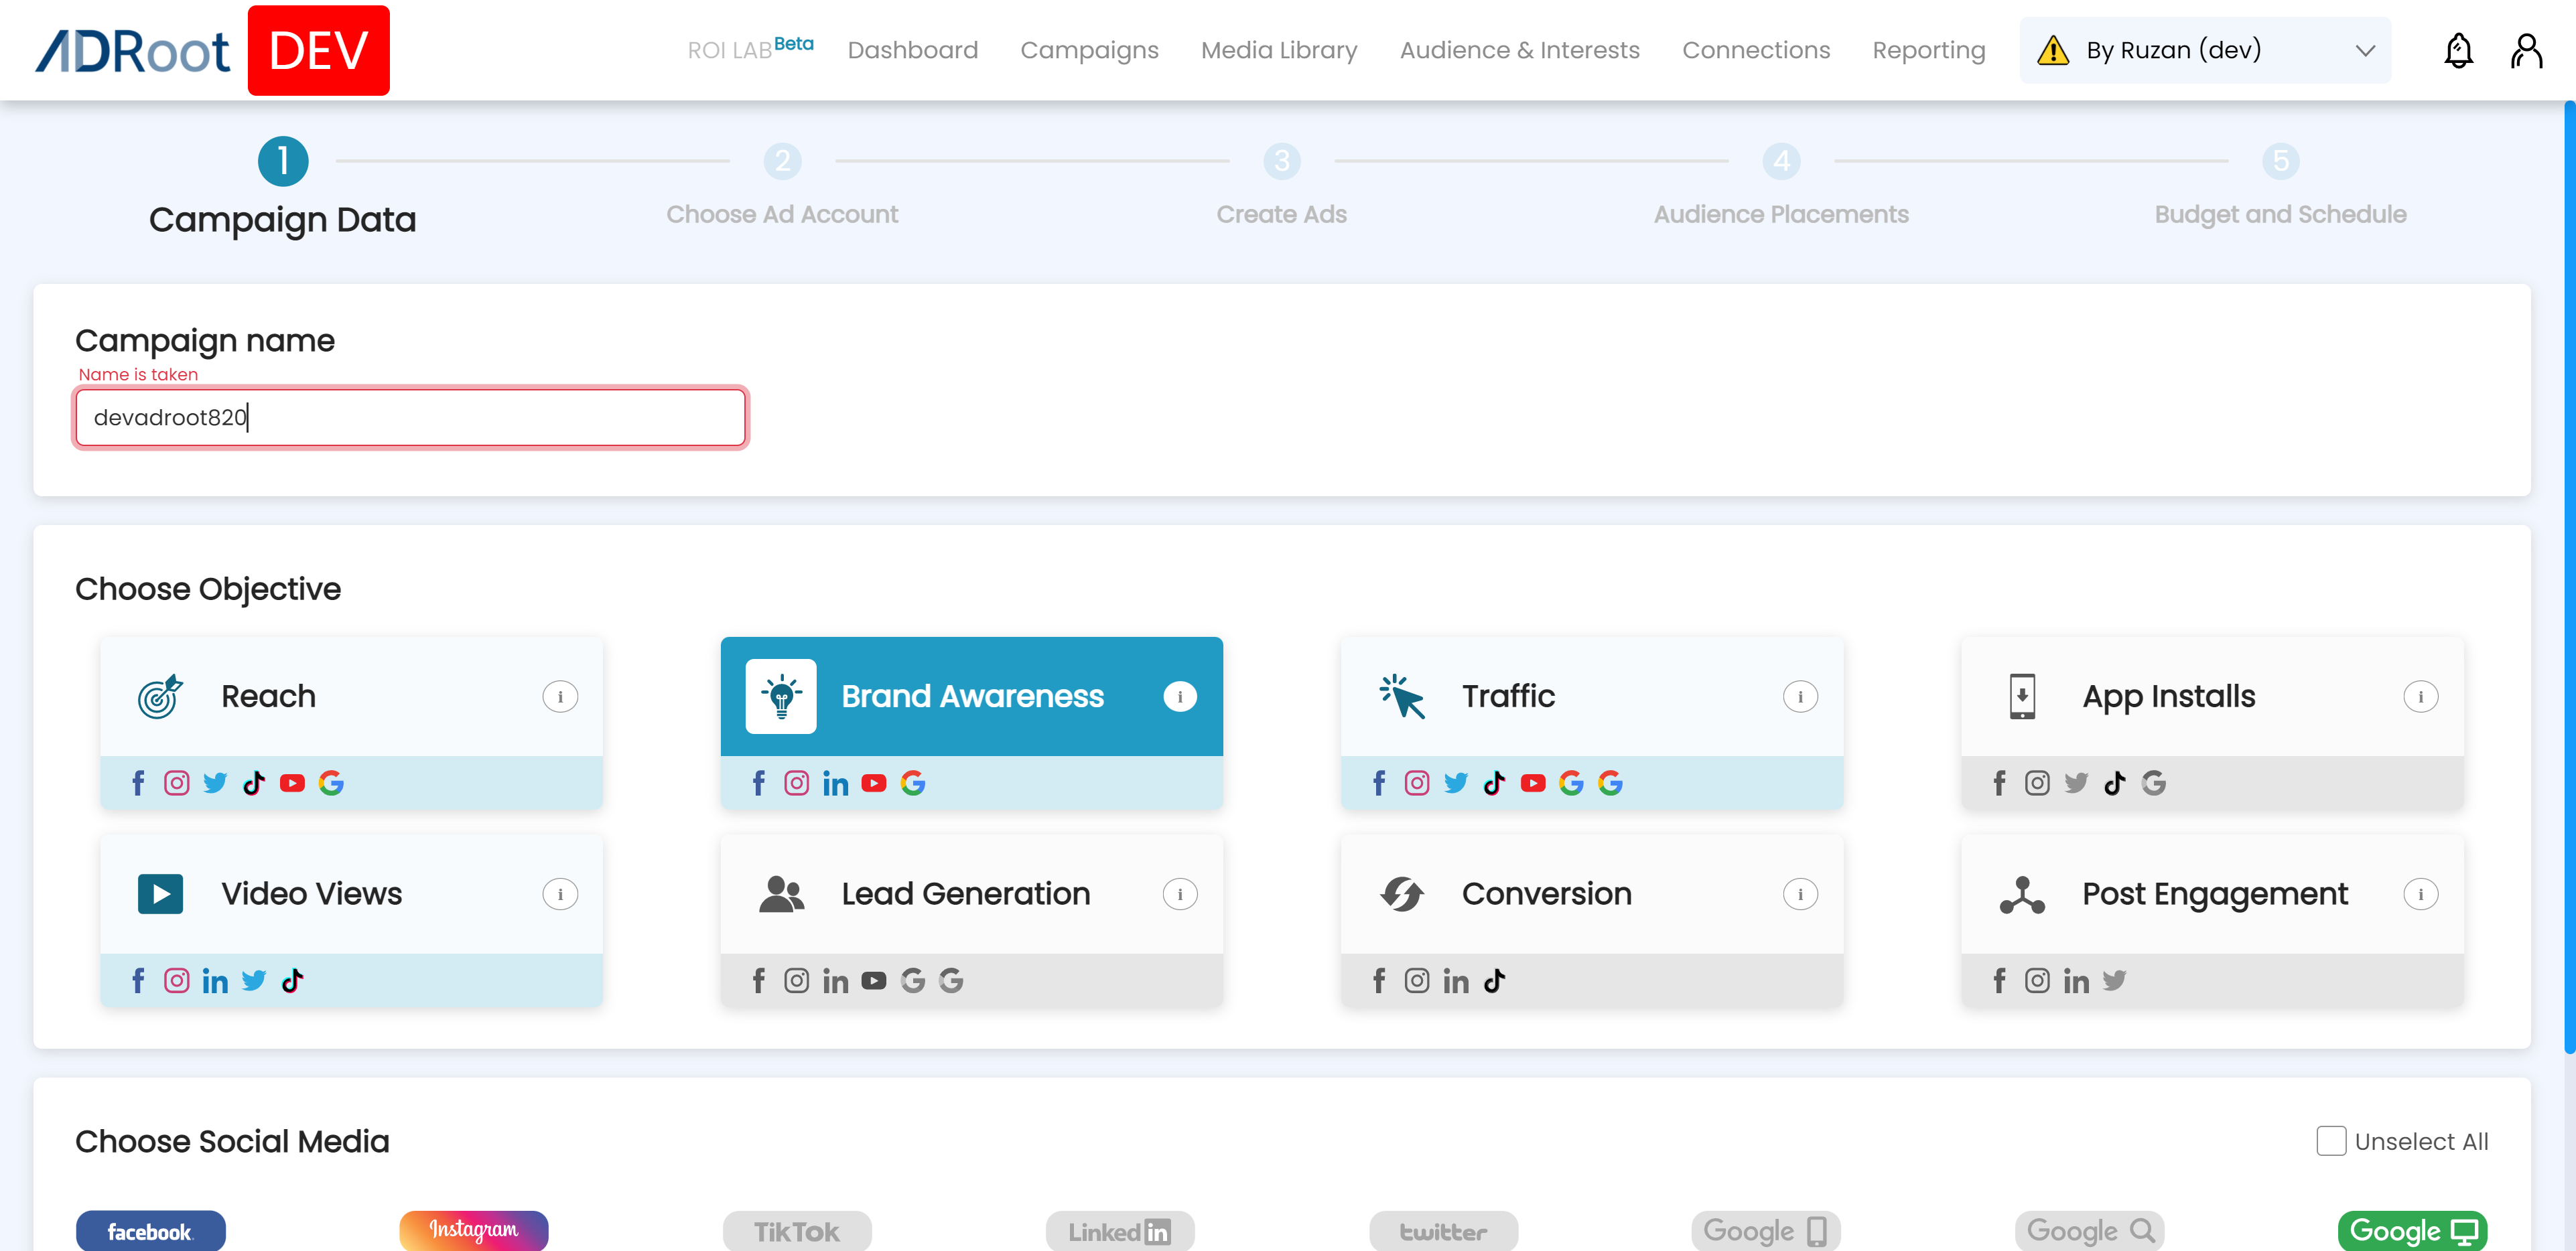 ADRoot DEV ROI LAB Beta Dashboard Campaigns Media Library Audience & Interests Connections Reporting By Ruzan (dev)
1 2 3 4 5
Campaign Data Choose Ad Account Create Ads Audience Placements Budget and Schedule
Campaign name
Name is taken
devadroot820
Choose Objective
Reach i Brand Awareness i Traffic i App Installs i
Video Views i Lead Generation i Conversion i Post Engagement i
Choose Social Media Unselect All
facebook Instagram TikTok Linkedin twitter Google Google Google